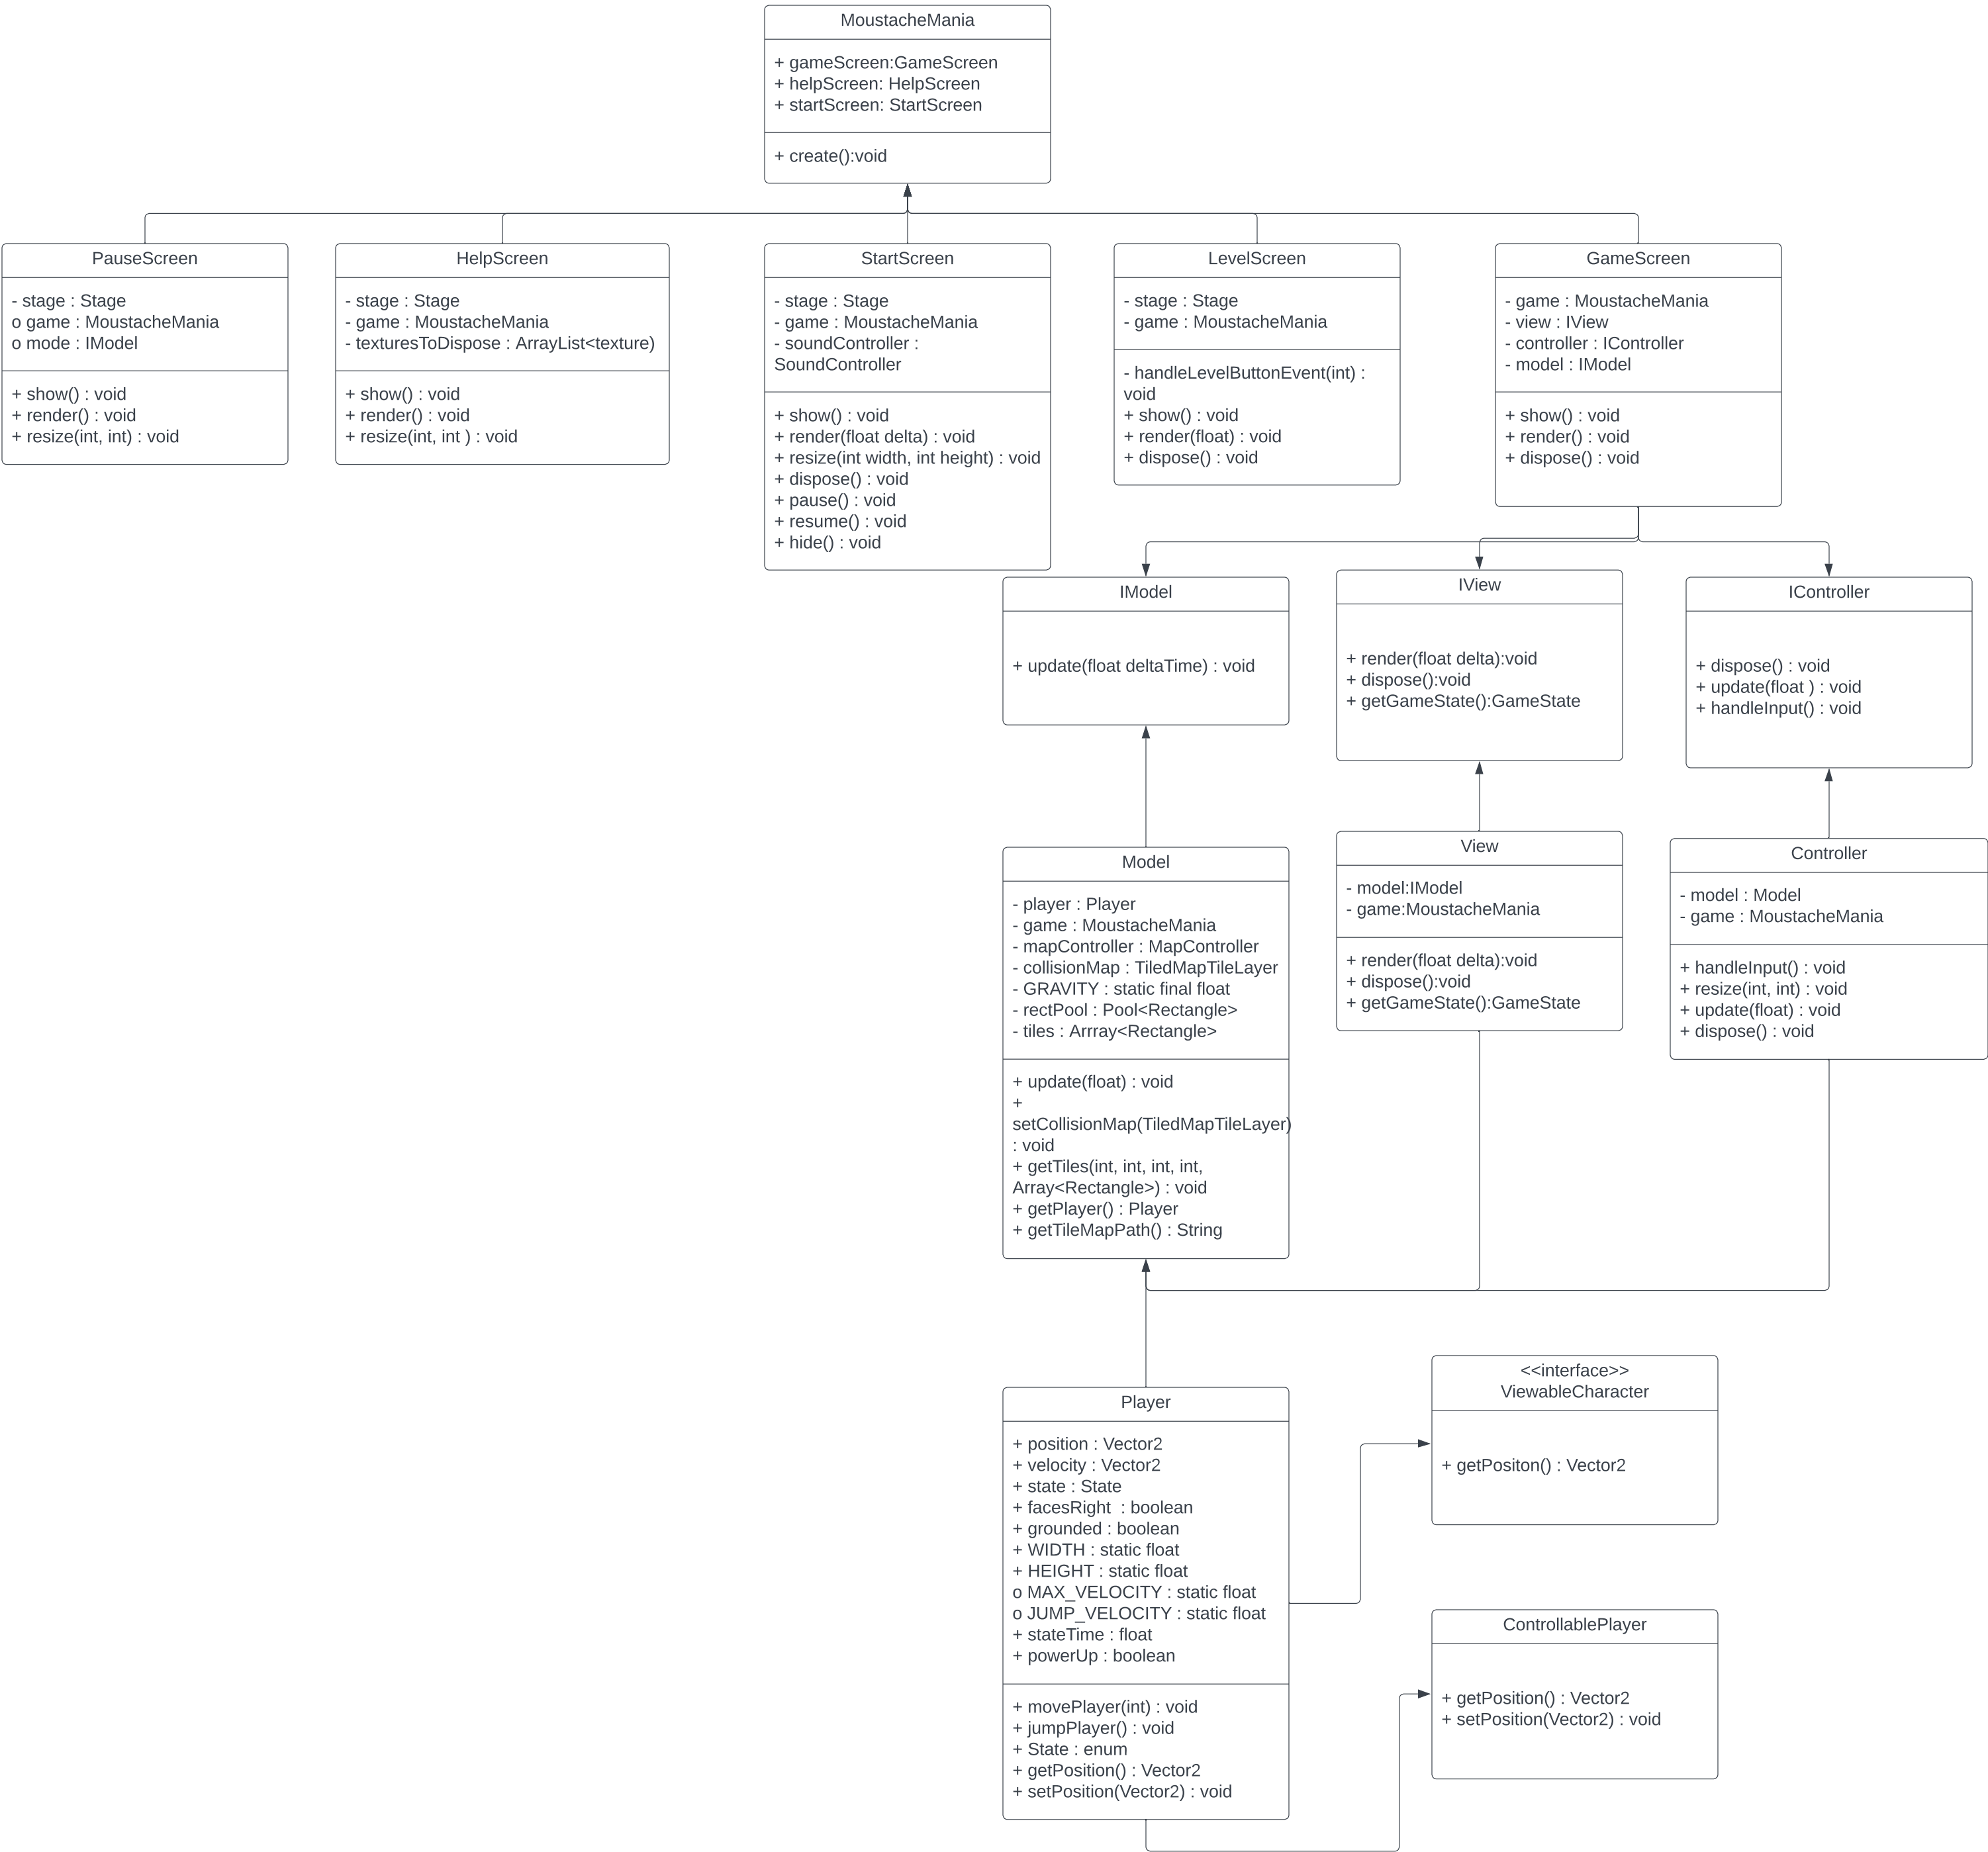 MoustacheMania
+ gameScreen:GameScreen
+ helpScreen: HelpScreen
+ startScreen: StartScreen
+ create():void
PauseScreen
- stage : Stage
o game : MoustacheMania
o mode : IModel
+ show() : void
+ render() : void
+ resize(int, int) : void
HelpScreen
- stage : Stage
- game : MoustacheMania
- texturesToDispose : ArrayList<texture>
+ show() : void
+ render() : void
+ resize(int, int ) : void
StartScreen
- stage : Stage
- game : MoustacheMania
- soundController :
SoundController
+ show() : void
+ render(float delta) : void
+ resize(int width, int height) : void
+ dispose() : void
+ pause() : void
+ resume() : void
+ hide() : void
LevelScreen
- stage : Stage
- game : MoustacheMania
- handleLevelButtonEvent(int) :
void
+ show() : void
+ render(float) : void
+ dispose() : void
GameScreen
- game : MoustacheMania
- view : IView
- controller : IController
- model : IModel
+ show() : void
+ render() : void
+ dispose() : void
IModel
+ update(float deltaTime) : void
IView
+ render(float delta):void
+ dispose():void
+ getGameState():GameState
IController
+ dispose() : void
+ update(float ) : void
+ handleInput() : void
Model
- player : Player
- game : MoustacheMania
- mapController : MapController
- collisionMap : TiledMapTileLayer
- GRAVITY : static final float
- rectPool : Pool<Rectangle>
- tiles : Arrray<Rectangle>
+ update(float) : void
+
setCollisionMap(TiledMapTileLayer)
: void
+ getTiles(int, int, int, int,
Array<Rectangle>) : void
+ getPlayer() : Player
+ getTileMapPath() : String
View
- model:IModel
- game:MoustacheMania
+ render(float delta):void
+ dispose():void
+ getGameState():GameState
Controller
- model : Model
- game : MoustacheMania
+ handleInput() : void
+ resize(int, int) : void
+ update(float) : void
+ dispose() : void
Player
+ position : Vector2
+ velocity : Vector2
+ state : State
+ facesRight  : boolean
+ grounded : boolean
+ WIDTH : static float
+ HEIGHT : static float
o MAX_VELOCITY : static float
o JUMP_VELOCITY : static float
+ stateTime : float
+ powerUp : boolean
+ movePlayer(int) : void
+ jumpPlayer() : void
+ State : enum
+ getPosition() : Vector2
+ setPosition(Vector2) : void
<<interface>>
ViewableCharacter
+ getPositon() : Vector2
ControllablePlayer
+ getPosition() : Vector2
+ setPosition(Vector2) : void